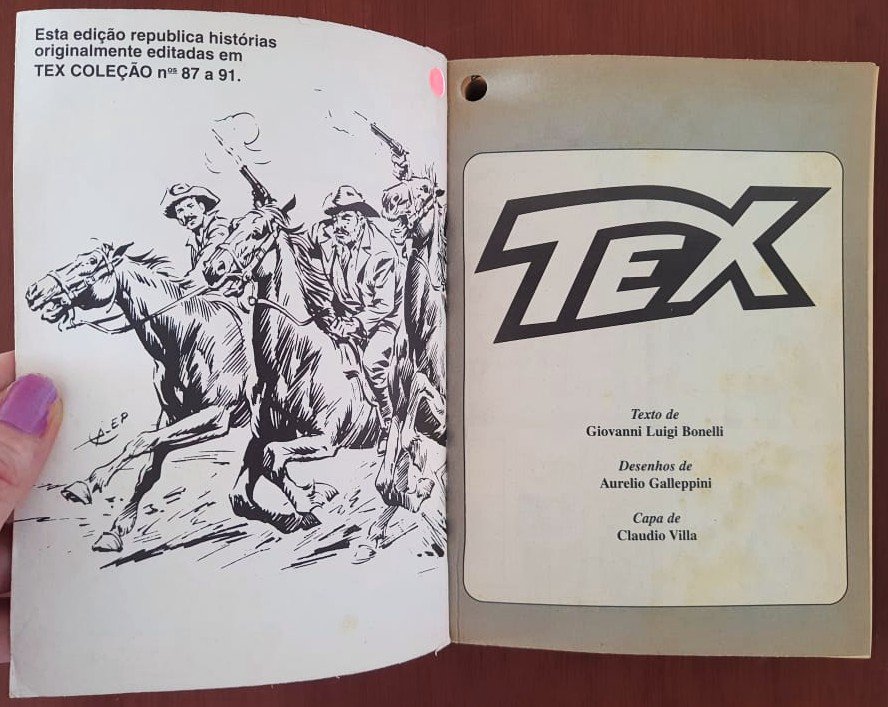 Esta edição republica histórias
originalmente editadas em
TEX COLEÇÃO nºs 87 a 91.
TEX
Texto de
Giovanni Luigi Bonelli
Desenhos de
Aurelio Galleppini
Capa de
Claudio Villa